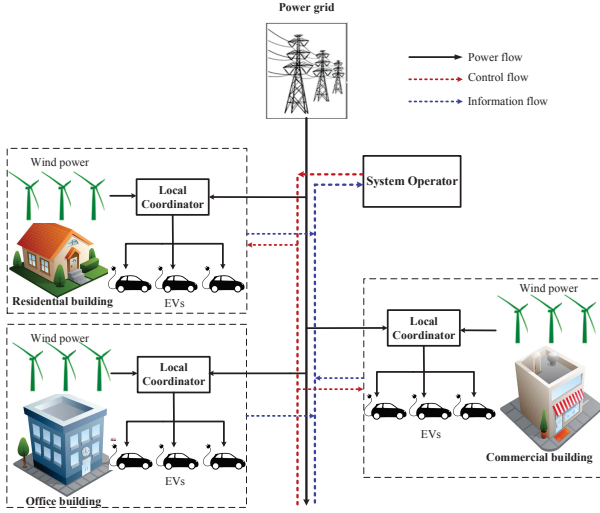 Power grid
Power flow
Control flow
Information flow
System Operator
Wind power
Local
Coordinator
Residential building
EVs
Wind power
Local
Coordinator
EVs
Commercial building
Wind power
Local
Coordinator
EVs
Office building